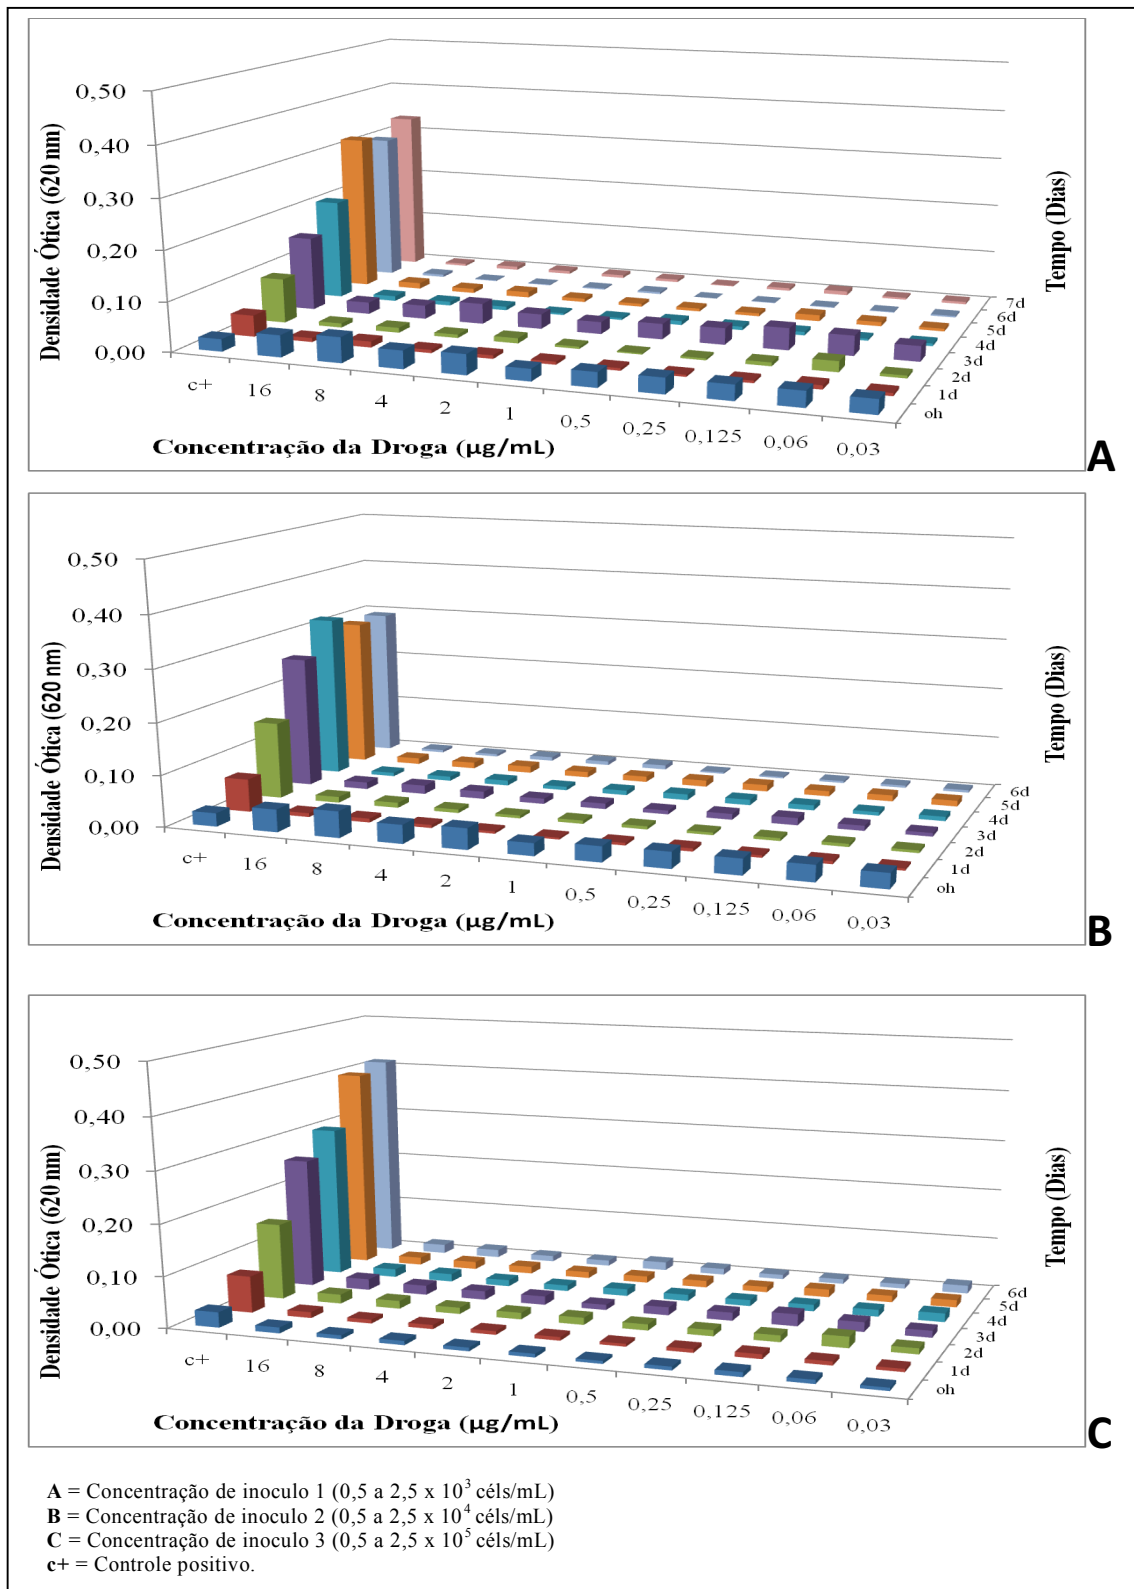 0,50
0,40
0,30
0,20
0,10
0,00
Densidade Ótica (620 nm)
c+ 16 8 4 2 1 0,5 0,25 0,125 0,06 0,03
Concentração da Droga (µg/mL)
oh 1d 2d 3d 4d 5d 6d 7d
Tempo (Dias)
A
0,50
0,40
0,30
0,20
0,10
0,00
Densidade Ótica (620 nm)
c+ 16 8 4 2 1 0,5 0,25 0,125 0,06 0,03
Concentração da Droga (µg/mL)
oh 1d 2d 3d 4d 5d 6d
Tempo (Dias)
B
0,50
0,40
0,30
0,20
0,10
0,00
Densidade Ótica (620 nm)
c+ 16 8 4 2 1 0,5 0,25 0,125 0,06 0,03
Concentração da Droga (µg/mL)
oh 1d 2d 3d 4d 5d 6d
Tempo (Dias)
C
A = Concentração de inoculo 1 (0,5 a 2,5 x 10³ céls/mL)
B = Concentração de inoculo 2 (0,5 a 2,5 x 10⁴ céls/mL)
C = Concentração de inoculo 3 (0,5 a 2,5 x 10⁵ céls/mL)
c+ = Controle positivo.